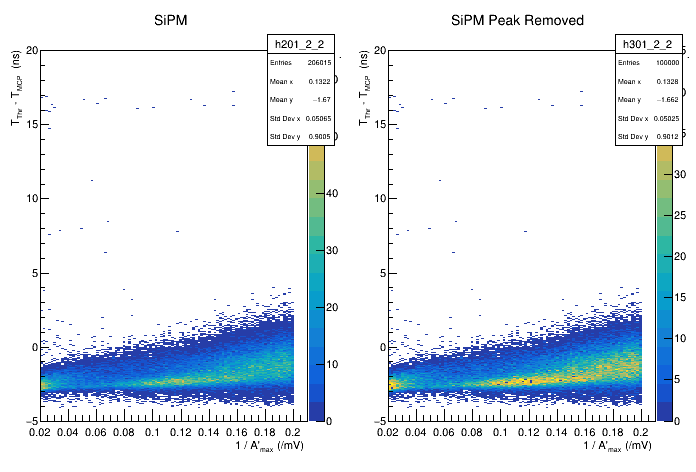 SiPM
h201_2_2
Entries 206015
Mean x 0.1322
Mean y −1.67
Std Dev x 0.05065
Std Dev y 0.9005
T_Thr - T_MCP (ns)
20
15
10
5
0
−5
0.02 0.04 0.06 0.08 0.1 0.12 0.14 0.16 0.18 0.2
1 / A'_max (/mV)
40
30
20
10
0
SiPM Peak Removed
h301_2_2
Entries 100000
Mean x 0.1328
Mean y −1.662
Std Dev x 0.05025
Std Dev y 0.9012
T_Thr - T_MCP (ns)
20
15
10
5
0
−5
0.02 0.04 0.06 0.08 0.1 0.12 0.14 0.16 0.18 0.2
1 / A'_max (/mV)
30
25
20
15
10
5
0